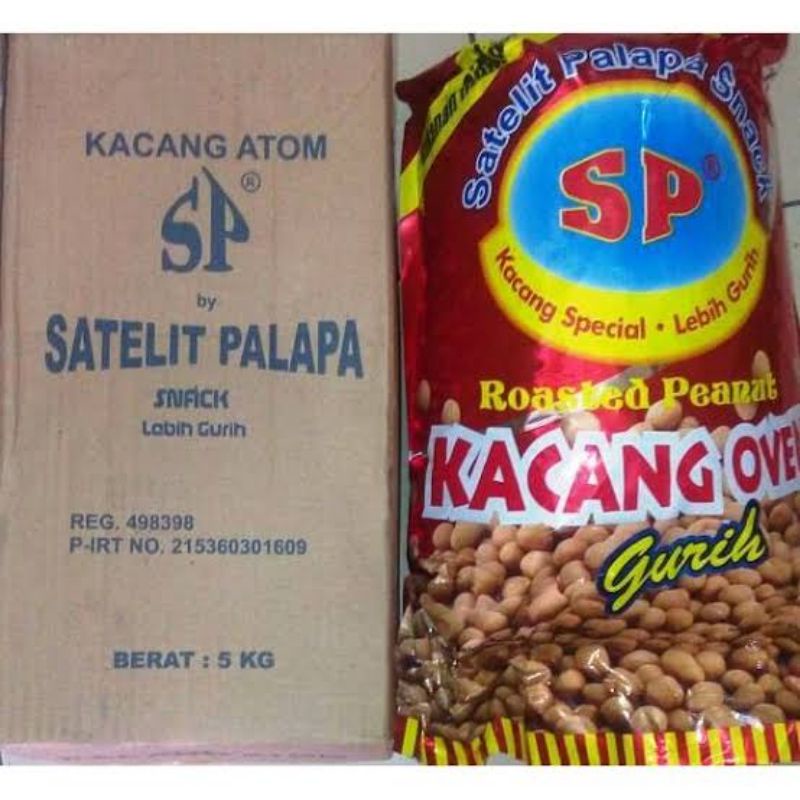 KACANG ATOM
SP®
by
SATELIT PALAPA
SNACK
Lebih Gurih
REG. 498398
P-IRT NO. 215360301609
BERAT : 5 KG
Satelit Palapa Snack
SP®
Kacang Special • Lebih Gurih
Roasted Peanut
KACANG OVE
Gurih